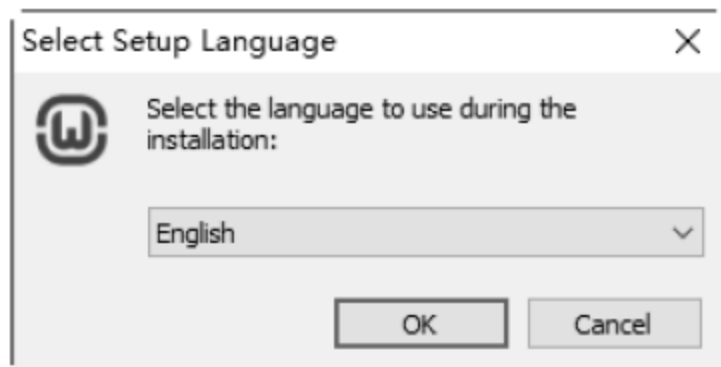 Select Setup Language
Select the language to use during the
installation:
English
OK
Cancel